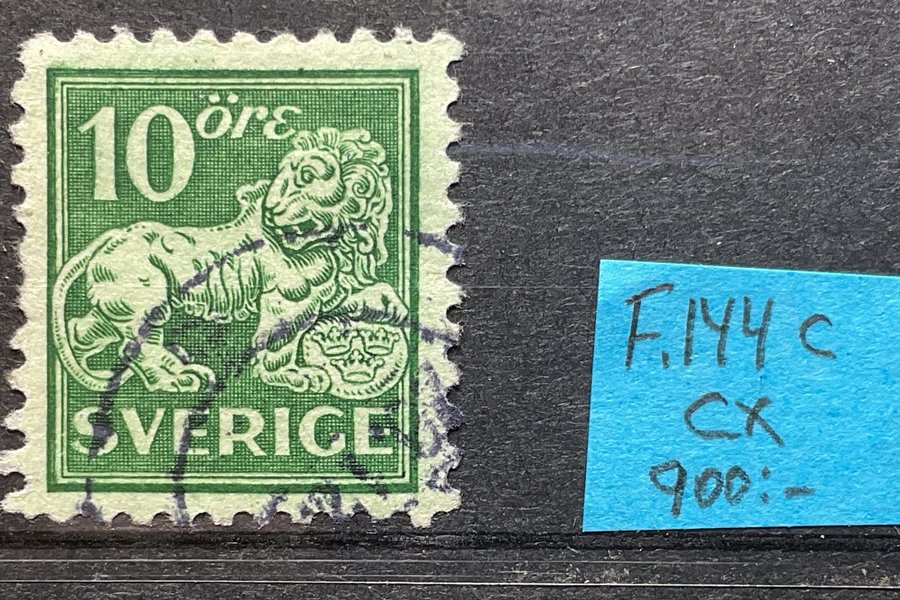 10 öre
SVERIGE
F.144 C
CX
900:-